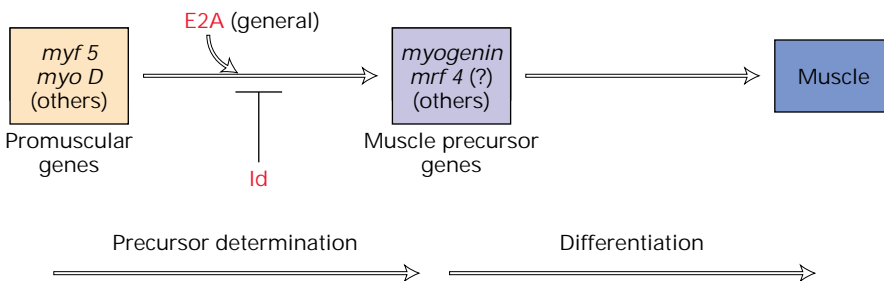 E2A (general)
myf 5
myo D
(others)
Promuscular
genes
Id
myogenin
mrf 4 (?)
(others)
Muscle precursor
genes
Muscle
Precursor determination
Differentiation